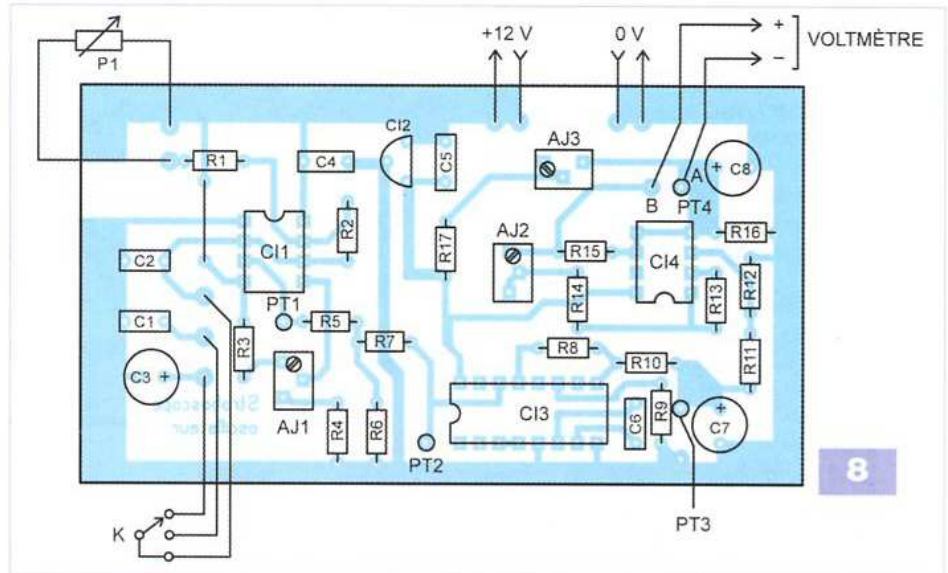 P1
+12 V
0 V
+
−
VOLTMÈTRE
CI2
R1
C4
C5
AJ3
A
C8
B
PT4
R2
CI1
R17
AJ2
R15
CI4
R16
C2
C1
PT1
R5
R14
R13
R12
R3
R7
R8
R10
R11
C3
+
AJ1
Stroboscope
oscillateur
R4
R6
PT2
CI3
C6
R9
+
C7
8
K
PT3
+